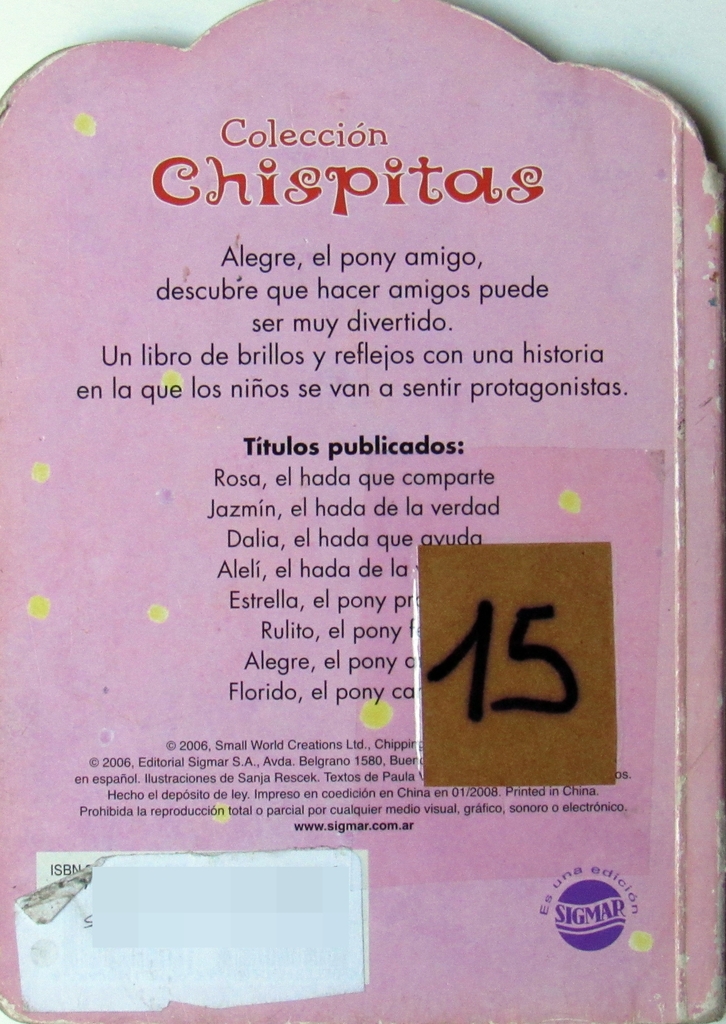 Colección
Chispitas
Alegre, el pony amigo,
descubre que hacer amigos puede
ser muy divertido.
Un libro de brillos y reflejos con una historia
en la que los niños se van a sentir protagonistas.
Títulos publicados:
Rosa, el hada que comparte
Jazmín, el hada de la verdad
Dalia, el hada que ayuda
Alelí, el hada de la
Estrella, el pony
Rulito, el pony
Alegre, el pony
Florido, el pony
15
© 2006, Small World Creations Ltd.,
© 2006, Editorial Sigmar S.A., Avda. Belgrano 1580,
en español. Ilustraciones de Sanja Rescek. Textos de Paula
Hecho el depósito de ley. Impreso en coedición en China en 01/2008. Printed in China.
Prohibida la reproducción total o parcial por cualquier medio visual, gráfico, sonoro o electrónico.
www.sigmar.com.ar
ISBN
Es una edición
SIGMAR